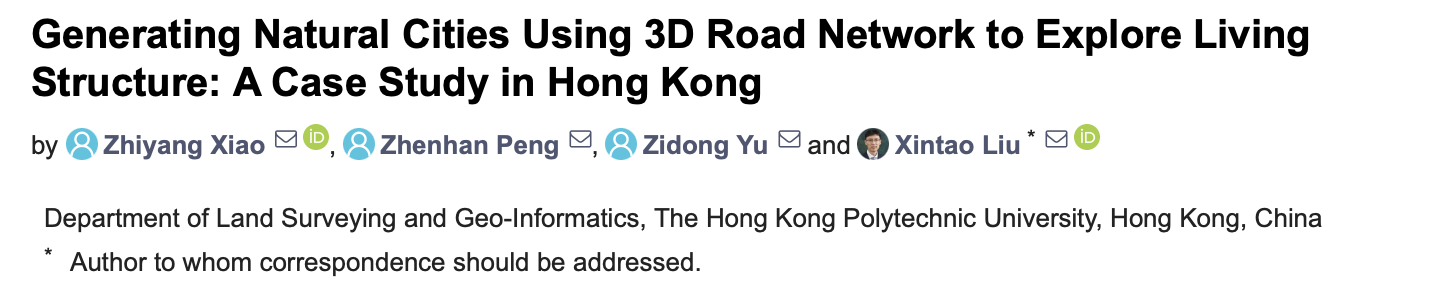 Generating Natural Cities Using 3D Road Network to Explore Living
Structure: A Case Study in Hong Kong
by Zhiyang Xiao iD, Zhenhan Peng, Zidong Yu and Xintao Liu * iD
Department of Land Surveying and Geo-Informatics, The Hong Kong Polytechnic University, Hong Kong, China
* Author to whom correspondence should be addressed.